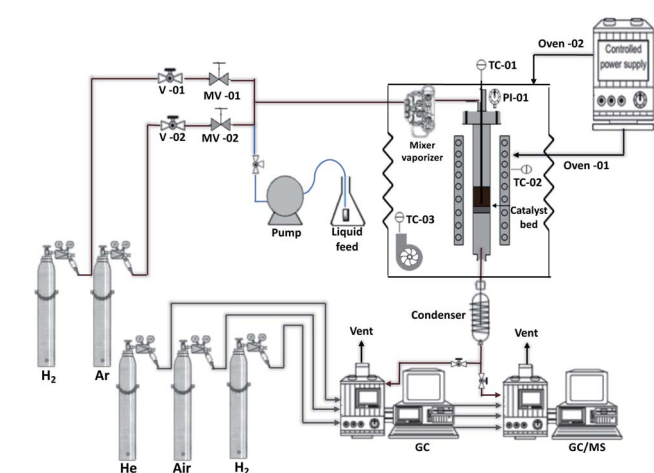 Oven -02
Controlled
power supply
TC-01
PI-01
V -01
MV -01
V -02
MV -02
Mixer
vaporizer
Oven -01
TC-02
TC-03
Catalyst
bed
Pump
Liquid
feed
H2
Ar
Condenser
Vent
Vent
GC
GC/MS
He
Air
H2